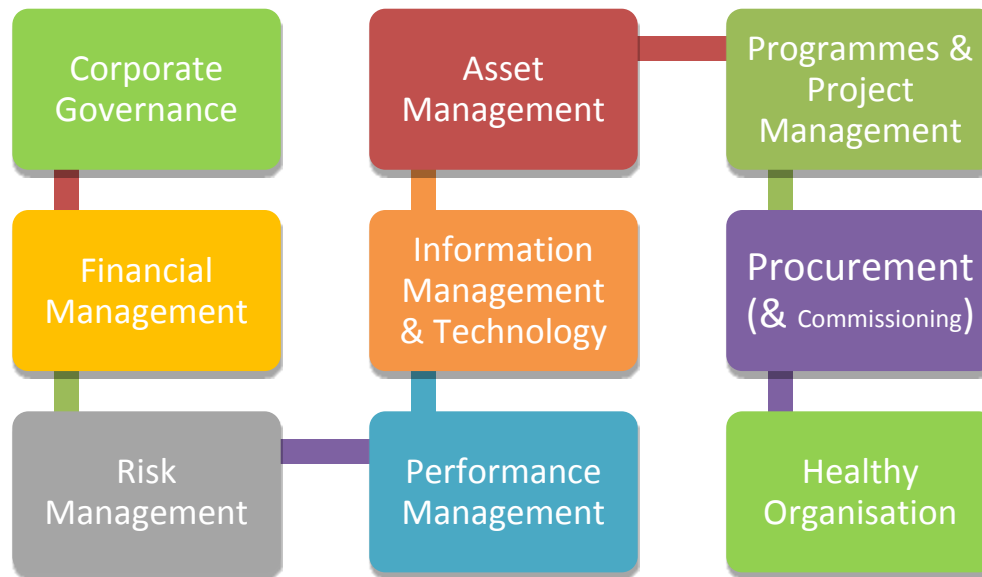 Corporate
Governance
Financial
Management
Risk
Management
Performance
Management
Information
Management
& Technology
Asset
Management
Programmes &
Project
Management
Procurement
(& Commissioning)
Healthy
Organisation